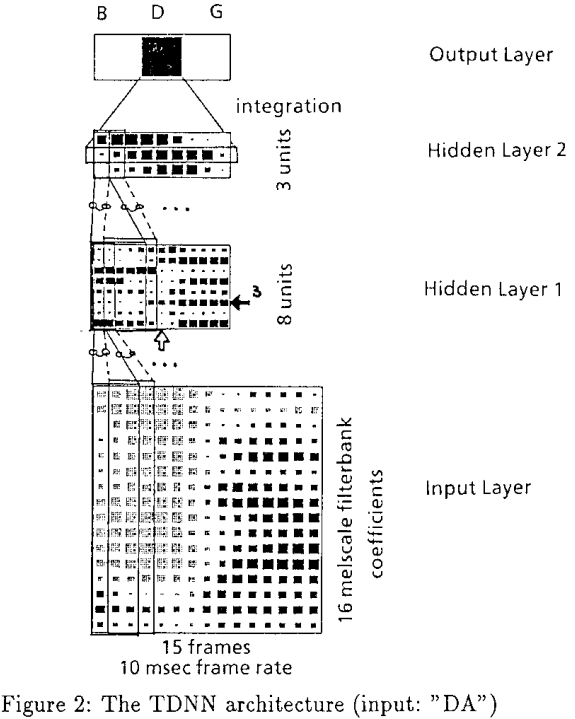 B D G
Output Layer
integration
3 units
Hidden Layer 2
3
8 units
Hidden Layer 1
16 melscale filterbank
coefficients
Input Layer
15 frames
10 msec frame rate
Figure 2: The TDNN architecture (input: "DA")